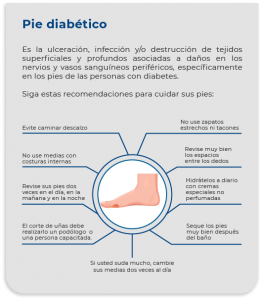 Pie diabético
Es la ulceración, infección y/o destrucción de tejidos
superficiales y profundos asociadas a daños en los
nervios y vasos sanguíneos periféricos, específicamente
en los pies de las personas con diabetes.
Siga estas recomendaciones para cuidar sus pies:
Evite caminar descalzo
No use medias con
costuras internas
Revise sus pies dos
veces en el día, en la
mañana y en la noche
El corte de uñas debe
realizarlo un podólogo o
una persona capacitada.
No use zapatos
estrechos ni tacones
Revise muy bien
los espacios
entre los dedos
Hidrátelos a diario
con cremas
especiales no
perfumadas
Seque los pies
muy bien después
del baño
Si usted suda mucho, cambie
sus medias dos veces al día